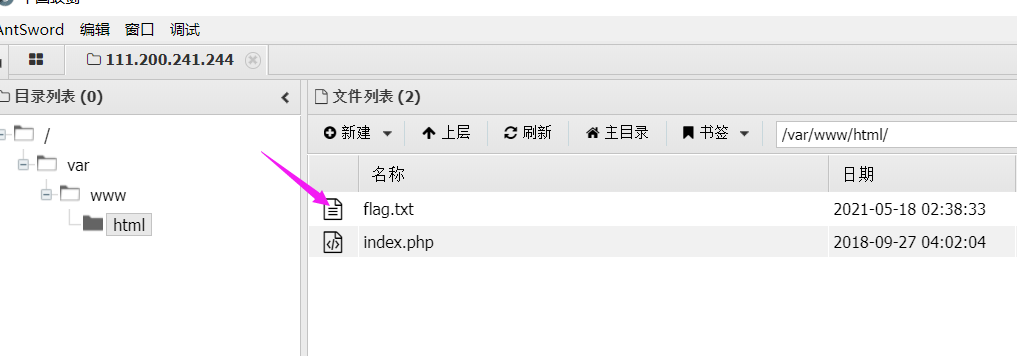 AntSword 编辑 窗口 调试
111.200.241.244
目录列表 (0)
文件列表 (2)
新建 上层 刷新 主目录 书签 /var/www/html/
/
var
www
html
名称 日期
flag.txt 2021-05-18 02:38:33
index.php 2018-09-27 04:02:04